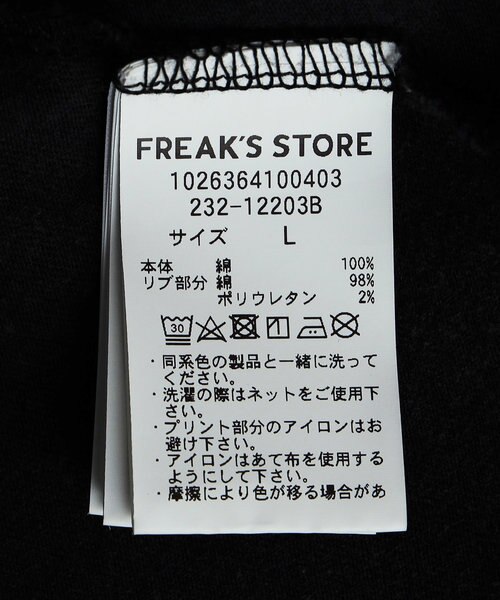 FREAK'S STORE
1026364100403
232-12203B
サイズ L
本体 綿 100%
リブ部分 綿 98%
ポリウレタン 2%
30
・同系色の製品と一緒に洗って
ください。
・洗濯の際はネットをご使用下
さい。
・プリント部分のアイロンはお
避け下さい。
・アイロンはあて布を使用する
ようにして下さい。
・摩擦により色が移る場合があ